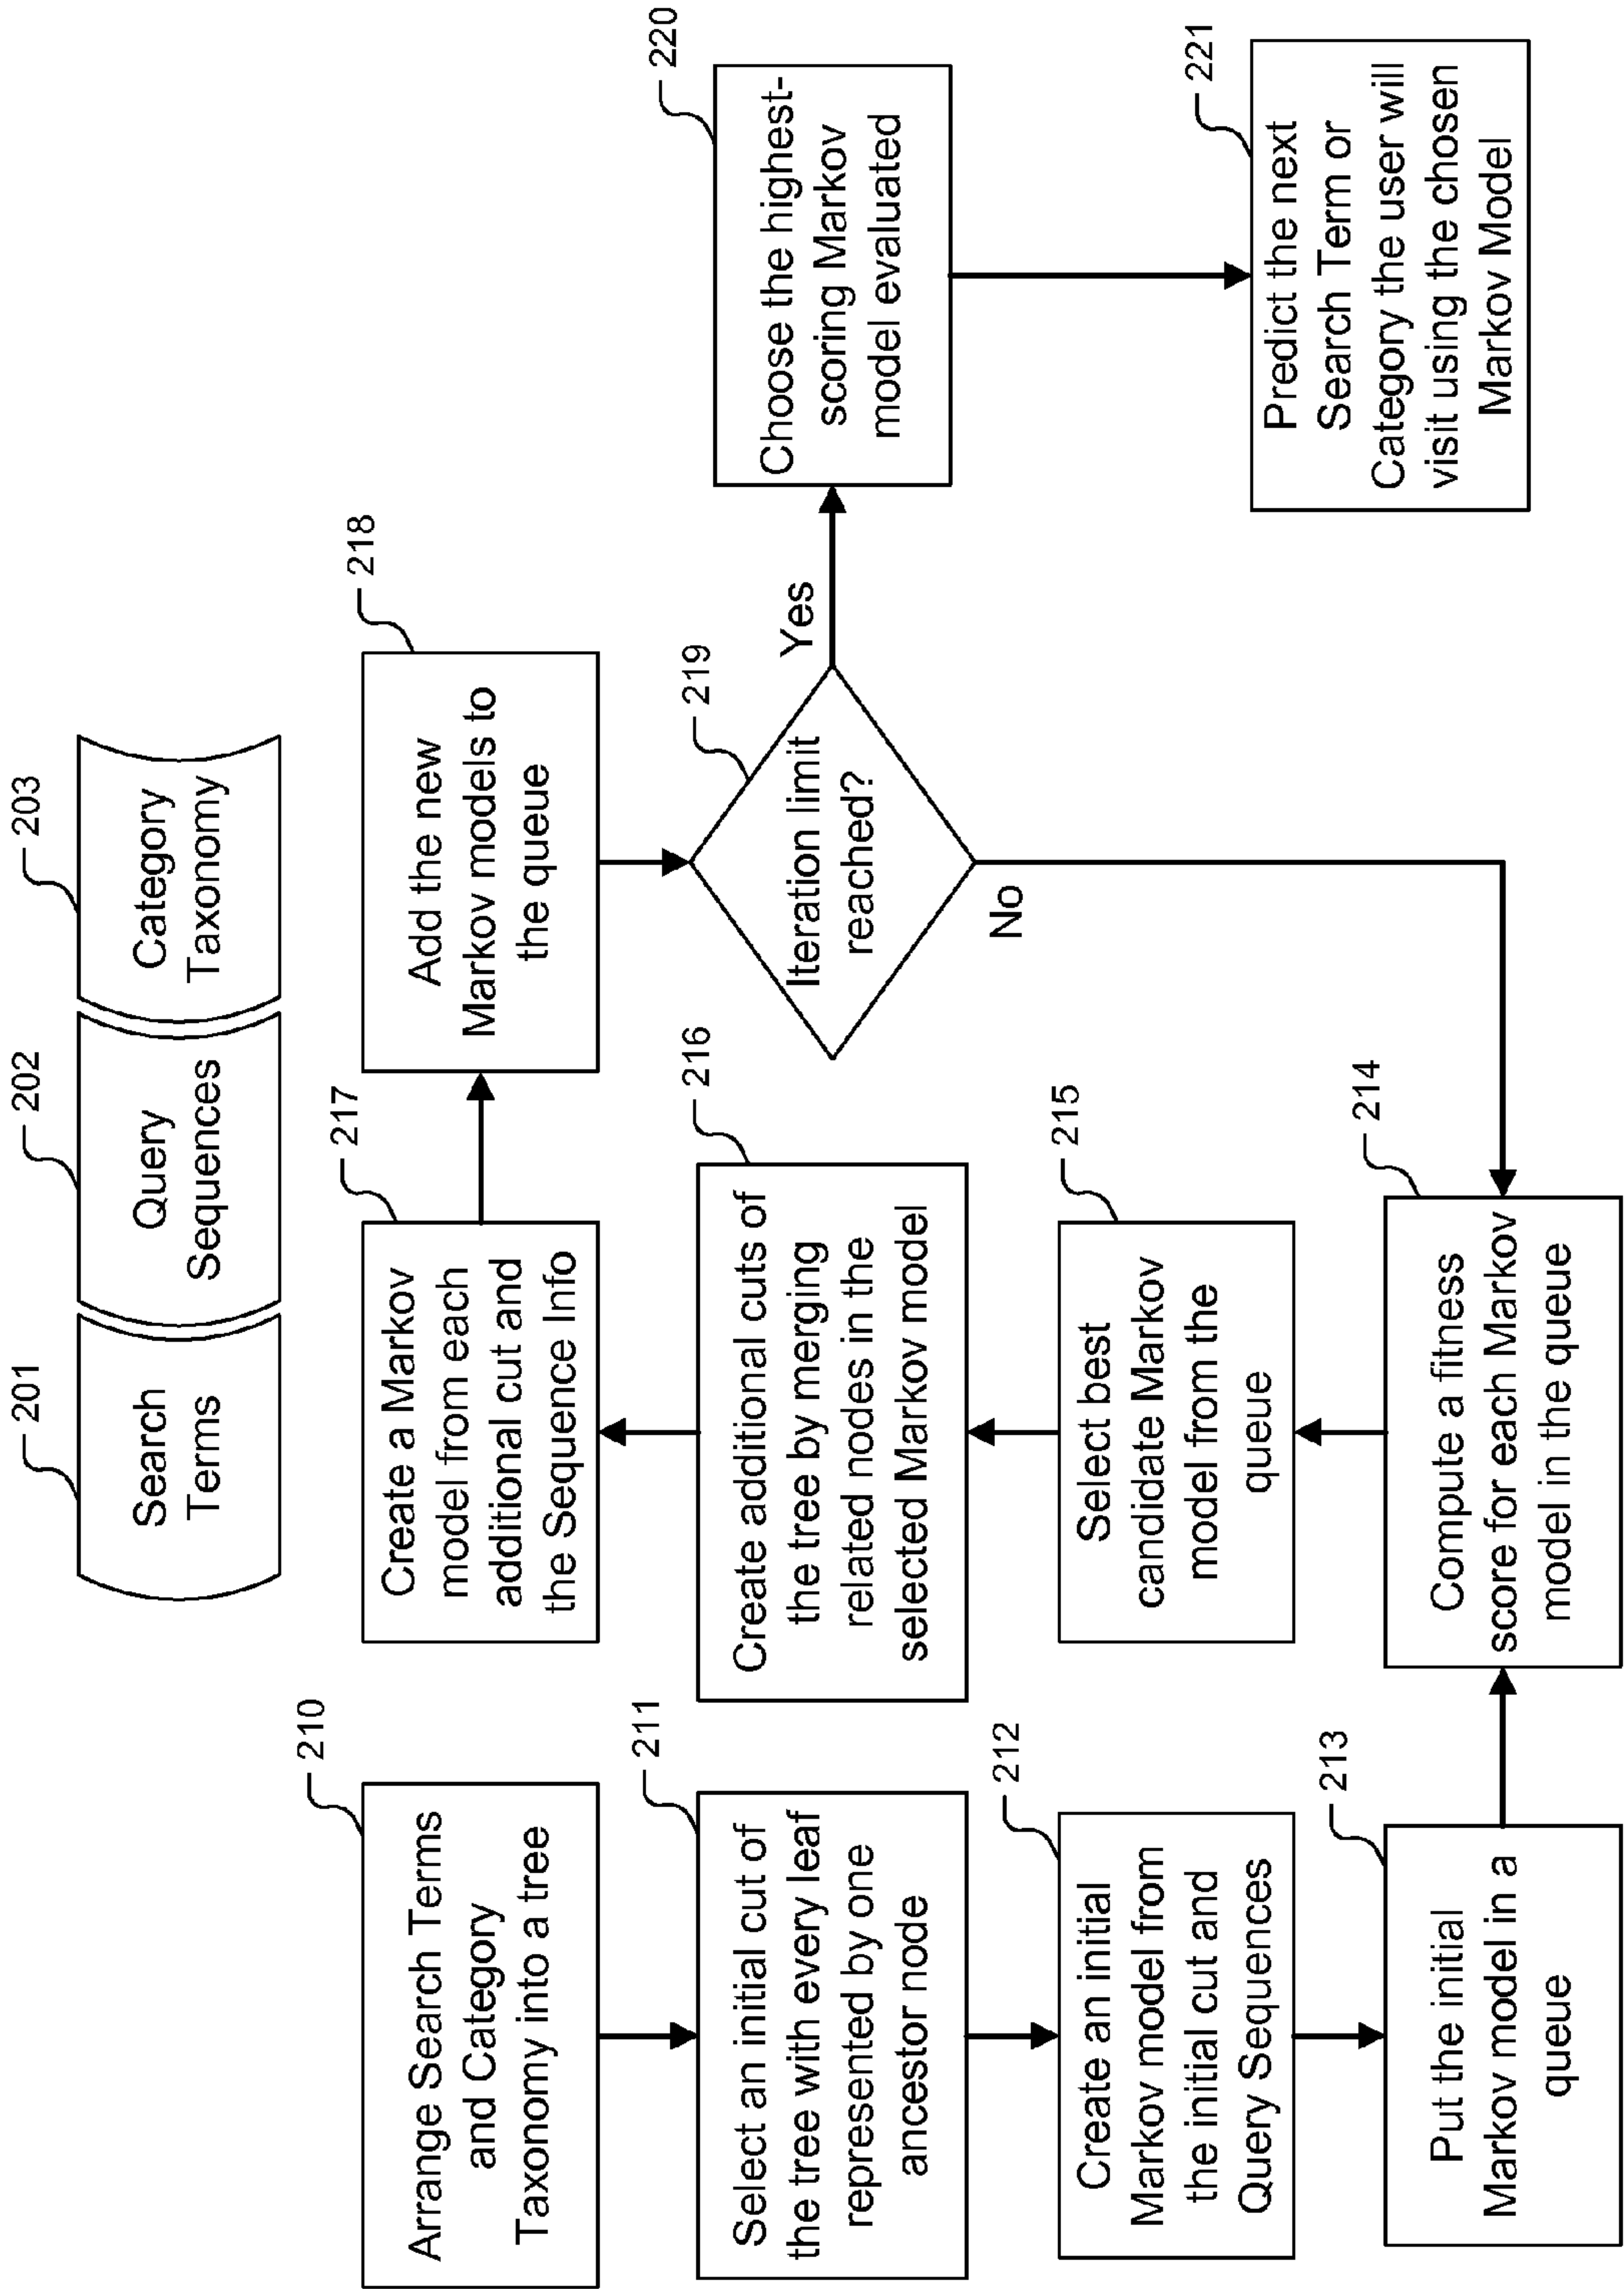 201
Search
Terms
202
Query
Sequences
203
Category
Taxonomy
210
Arrange Search Terms
and Category
Taxonomy into a tree
211
Select an initial cut of
the tree with every leaf
represented by one
ancestor node
212
Create an initial
Markov model from
the initial cut and
Query Sequences
213
Put the initial
Markov model in a
queue
214
Compute a fitness
score for each Markov
model in the queue
215
Select best
candidate Markov
model from the
queue
216
Create additional cuts of
the tree by merging
related nodes in the
selected Markov model
217
Create a Markov
model from each
additional cut and
the Sequence Info
218
Add the new
Markov models to
the queue
219
Iteration limit
reached?
Yes
No
220
Choose the highest-
scoring Markov
model evaluated
221
Predict the next
Search Term or
Category the user will
visit using the chosen
Markov Model